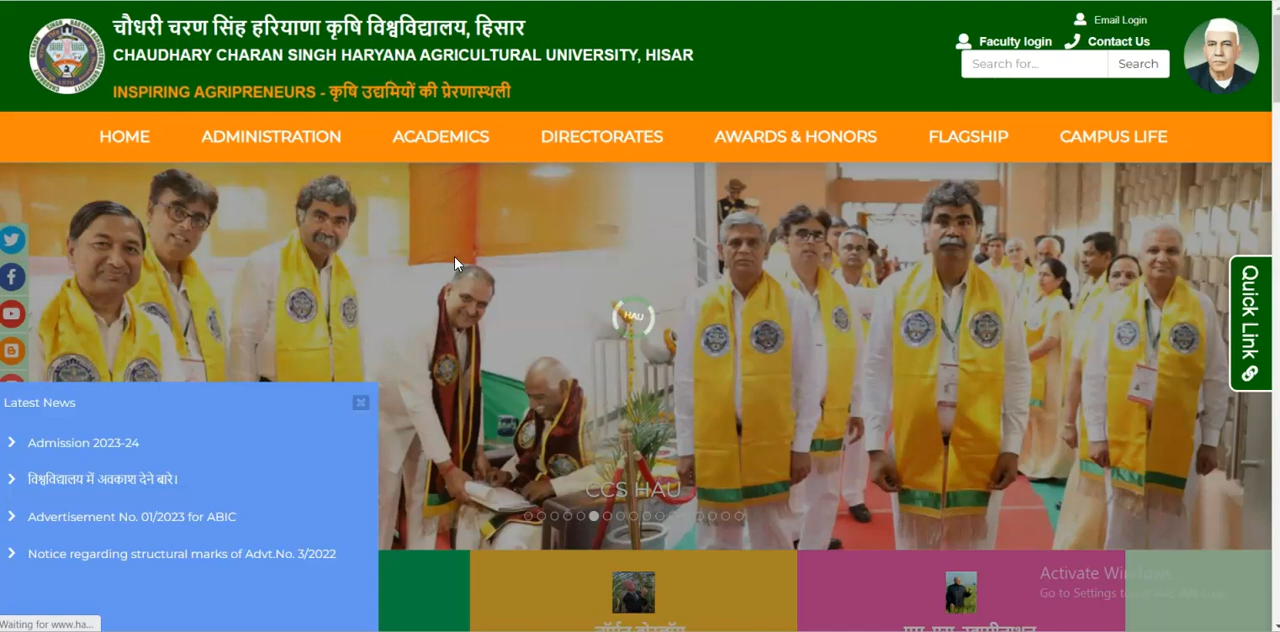 चौधरी चरण सिंह हरियाणा कृषि विश्वविद्यालय, हिसार
CHAUDHARY CHARAN SINGH HARYANA AGRICULTURAL UNIVERSITY, HISAR
INSPIRING AGRIPRENEURS - कृषि उद्यमियों की प्रेरणास्थली
Email Login
Faculty login Contact Us
Search for... Search
HOME ADMINISTRATION ACADEMICS DIRECTORATES AWARDS & HONORS FLAGSHIP CAMPUS LIFE
Quick Link
HAU
CCS HAU
Latest News
Admission 2023-24
विश्वविद्यालय में अवकाश देने बारे।
Advertisement No. 01/2023 for ABIC
Notice regarding structural marks of Advt.No. 3/2022
Activate Windows
Go to Settings to
Waiting for www.ha...